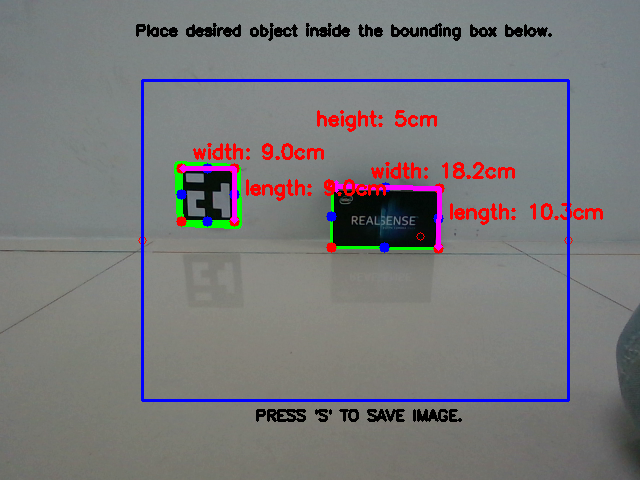 Place desired object inside the bounding box below.
height: 5cm
width: 9.0cm
width: 18.2cm
length: 9.0cm
length: 10.3cm
REALSENSE
PRESS 'S' TO SAVE IMAGE.